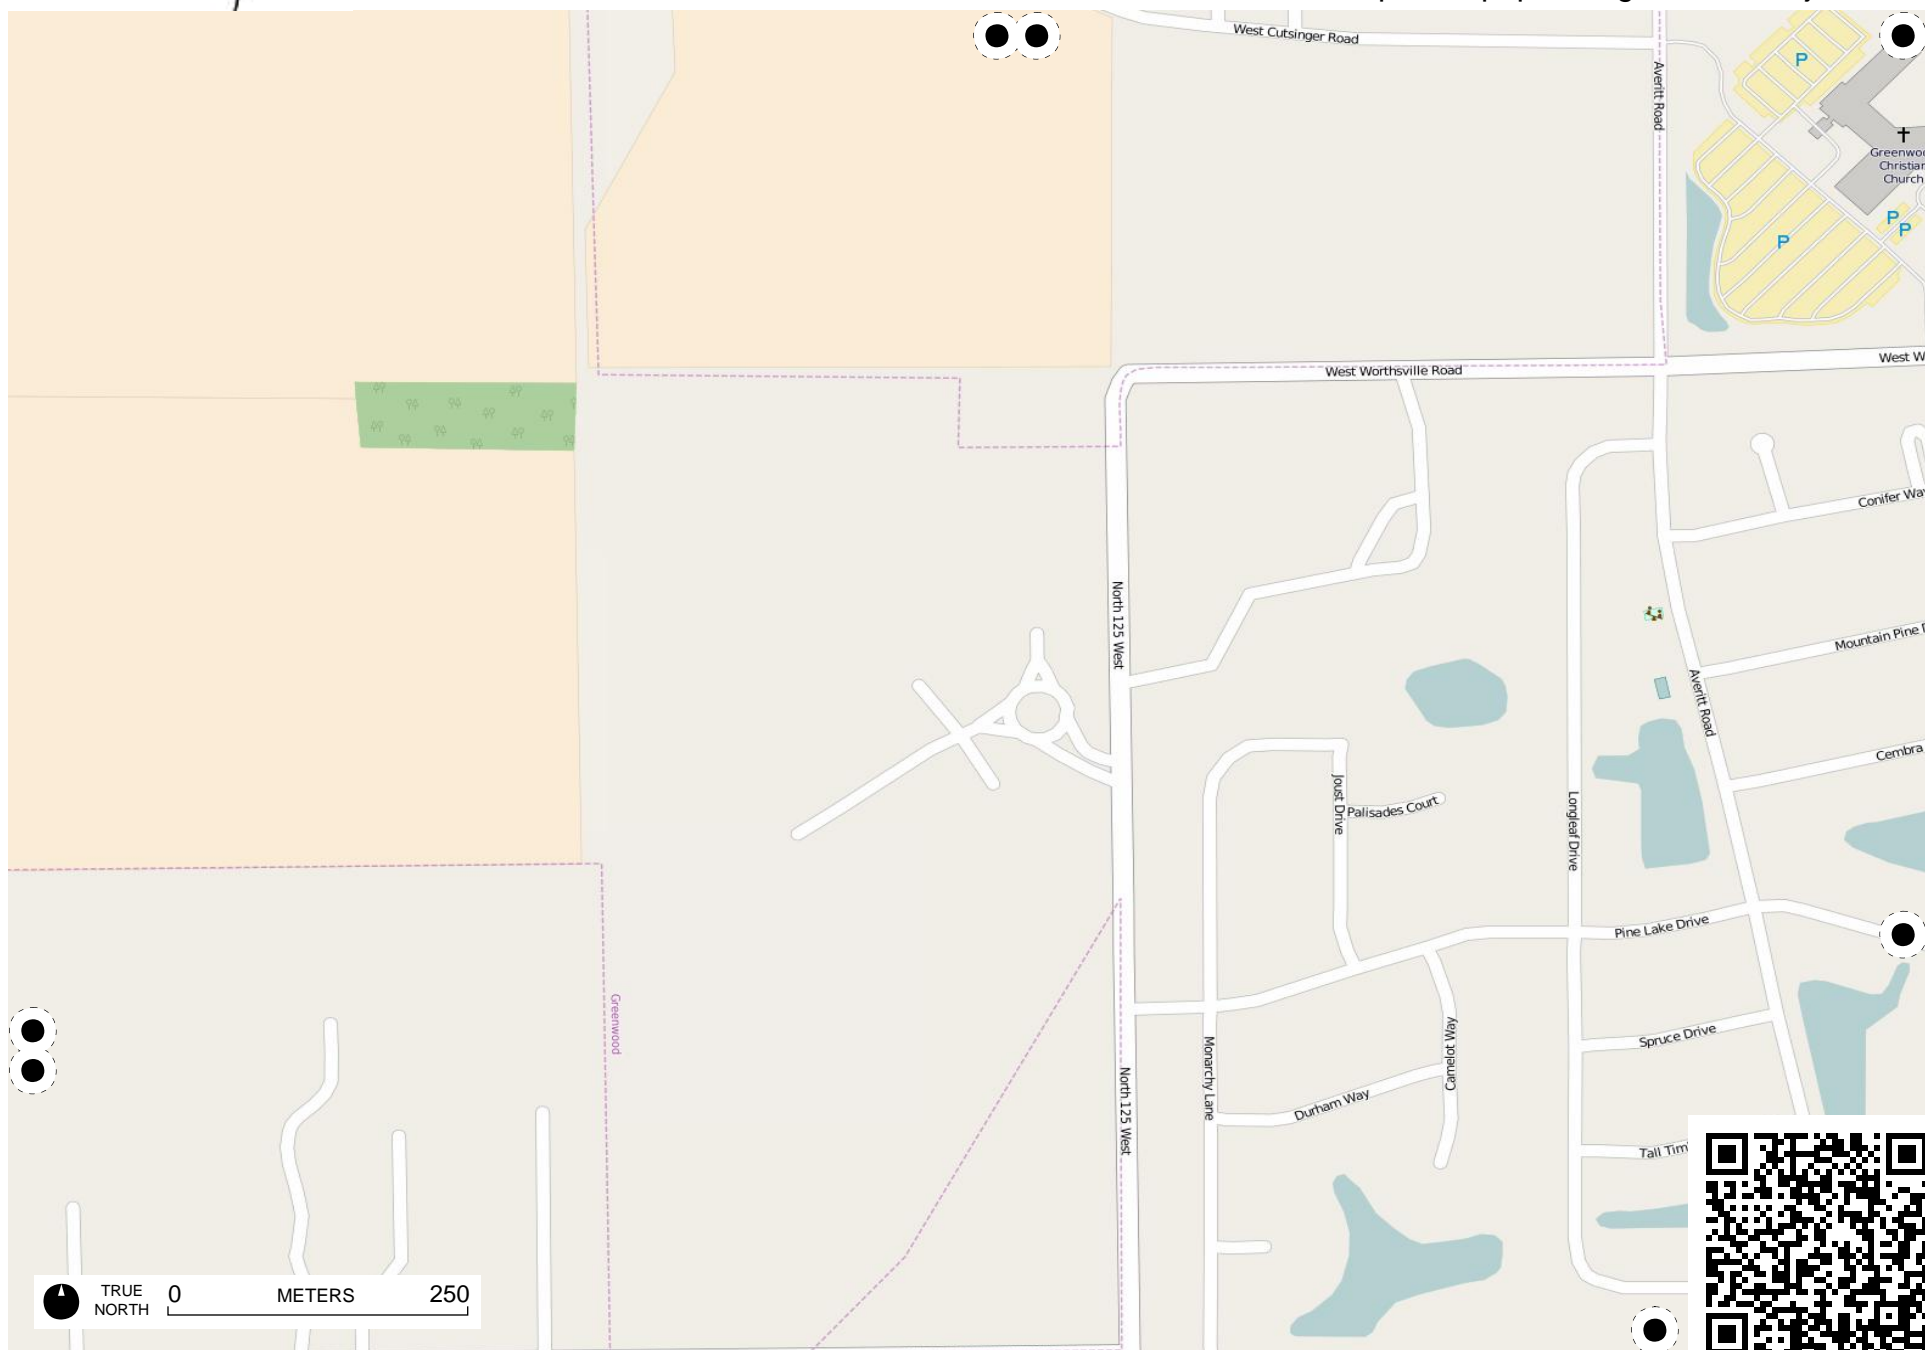 West Cutsinger Road
Averitt Road
P
Greenwo
Christian
Church
P
P
P
West Worthsville Road
West W
Conifer Way
North 125 West
Mountain Pine
Averitt Road
Cembra
Joust Drive
Palisades Court
Longleaf Drive
Pine Lake Drive
Greenwood
Spruce Drive
Camelot Way
Monarchy Lane
North 125 West
Durham Way
Tall Tim
TRUE
NORTH
0 METERS 250